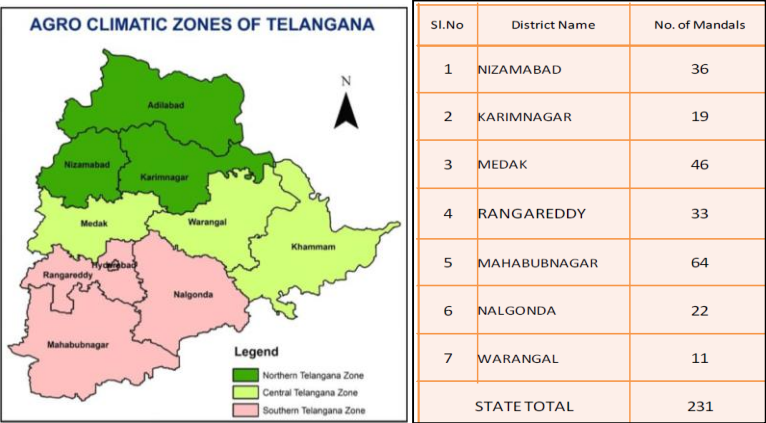 AGRO CLIMATIC ZONES OF TELANGANA
N
Adilabad
Nizamabad
Karimnagar
Medak
Warangal
Khammam
Hyderabad
Rangareddy
Nalgonda
Mahabubnagar
Legend
Northern Telangana Zone
Central Telangana Zone
Southern Telangana Zone
Sl.No District Name No. of Mandals
1 NIZAMABAD 36
2 KARIMNAGAR 19
3 MEDAK 46
4 RANGAREDDY 33
5 MAHABUBNAGAR 64
6 NALGONDA 22
7 WARANGAL 11
STATE TOTAL 231